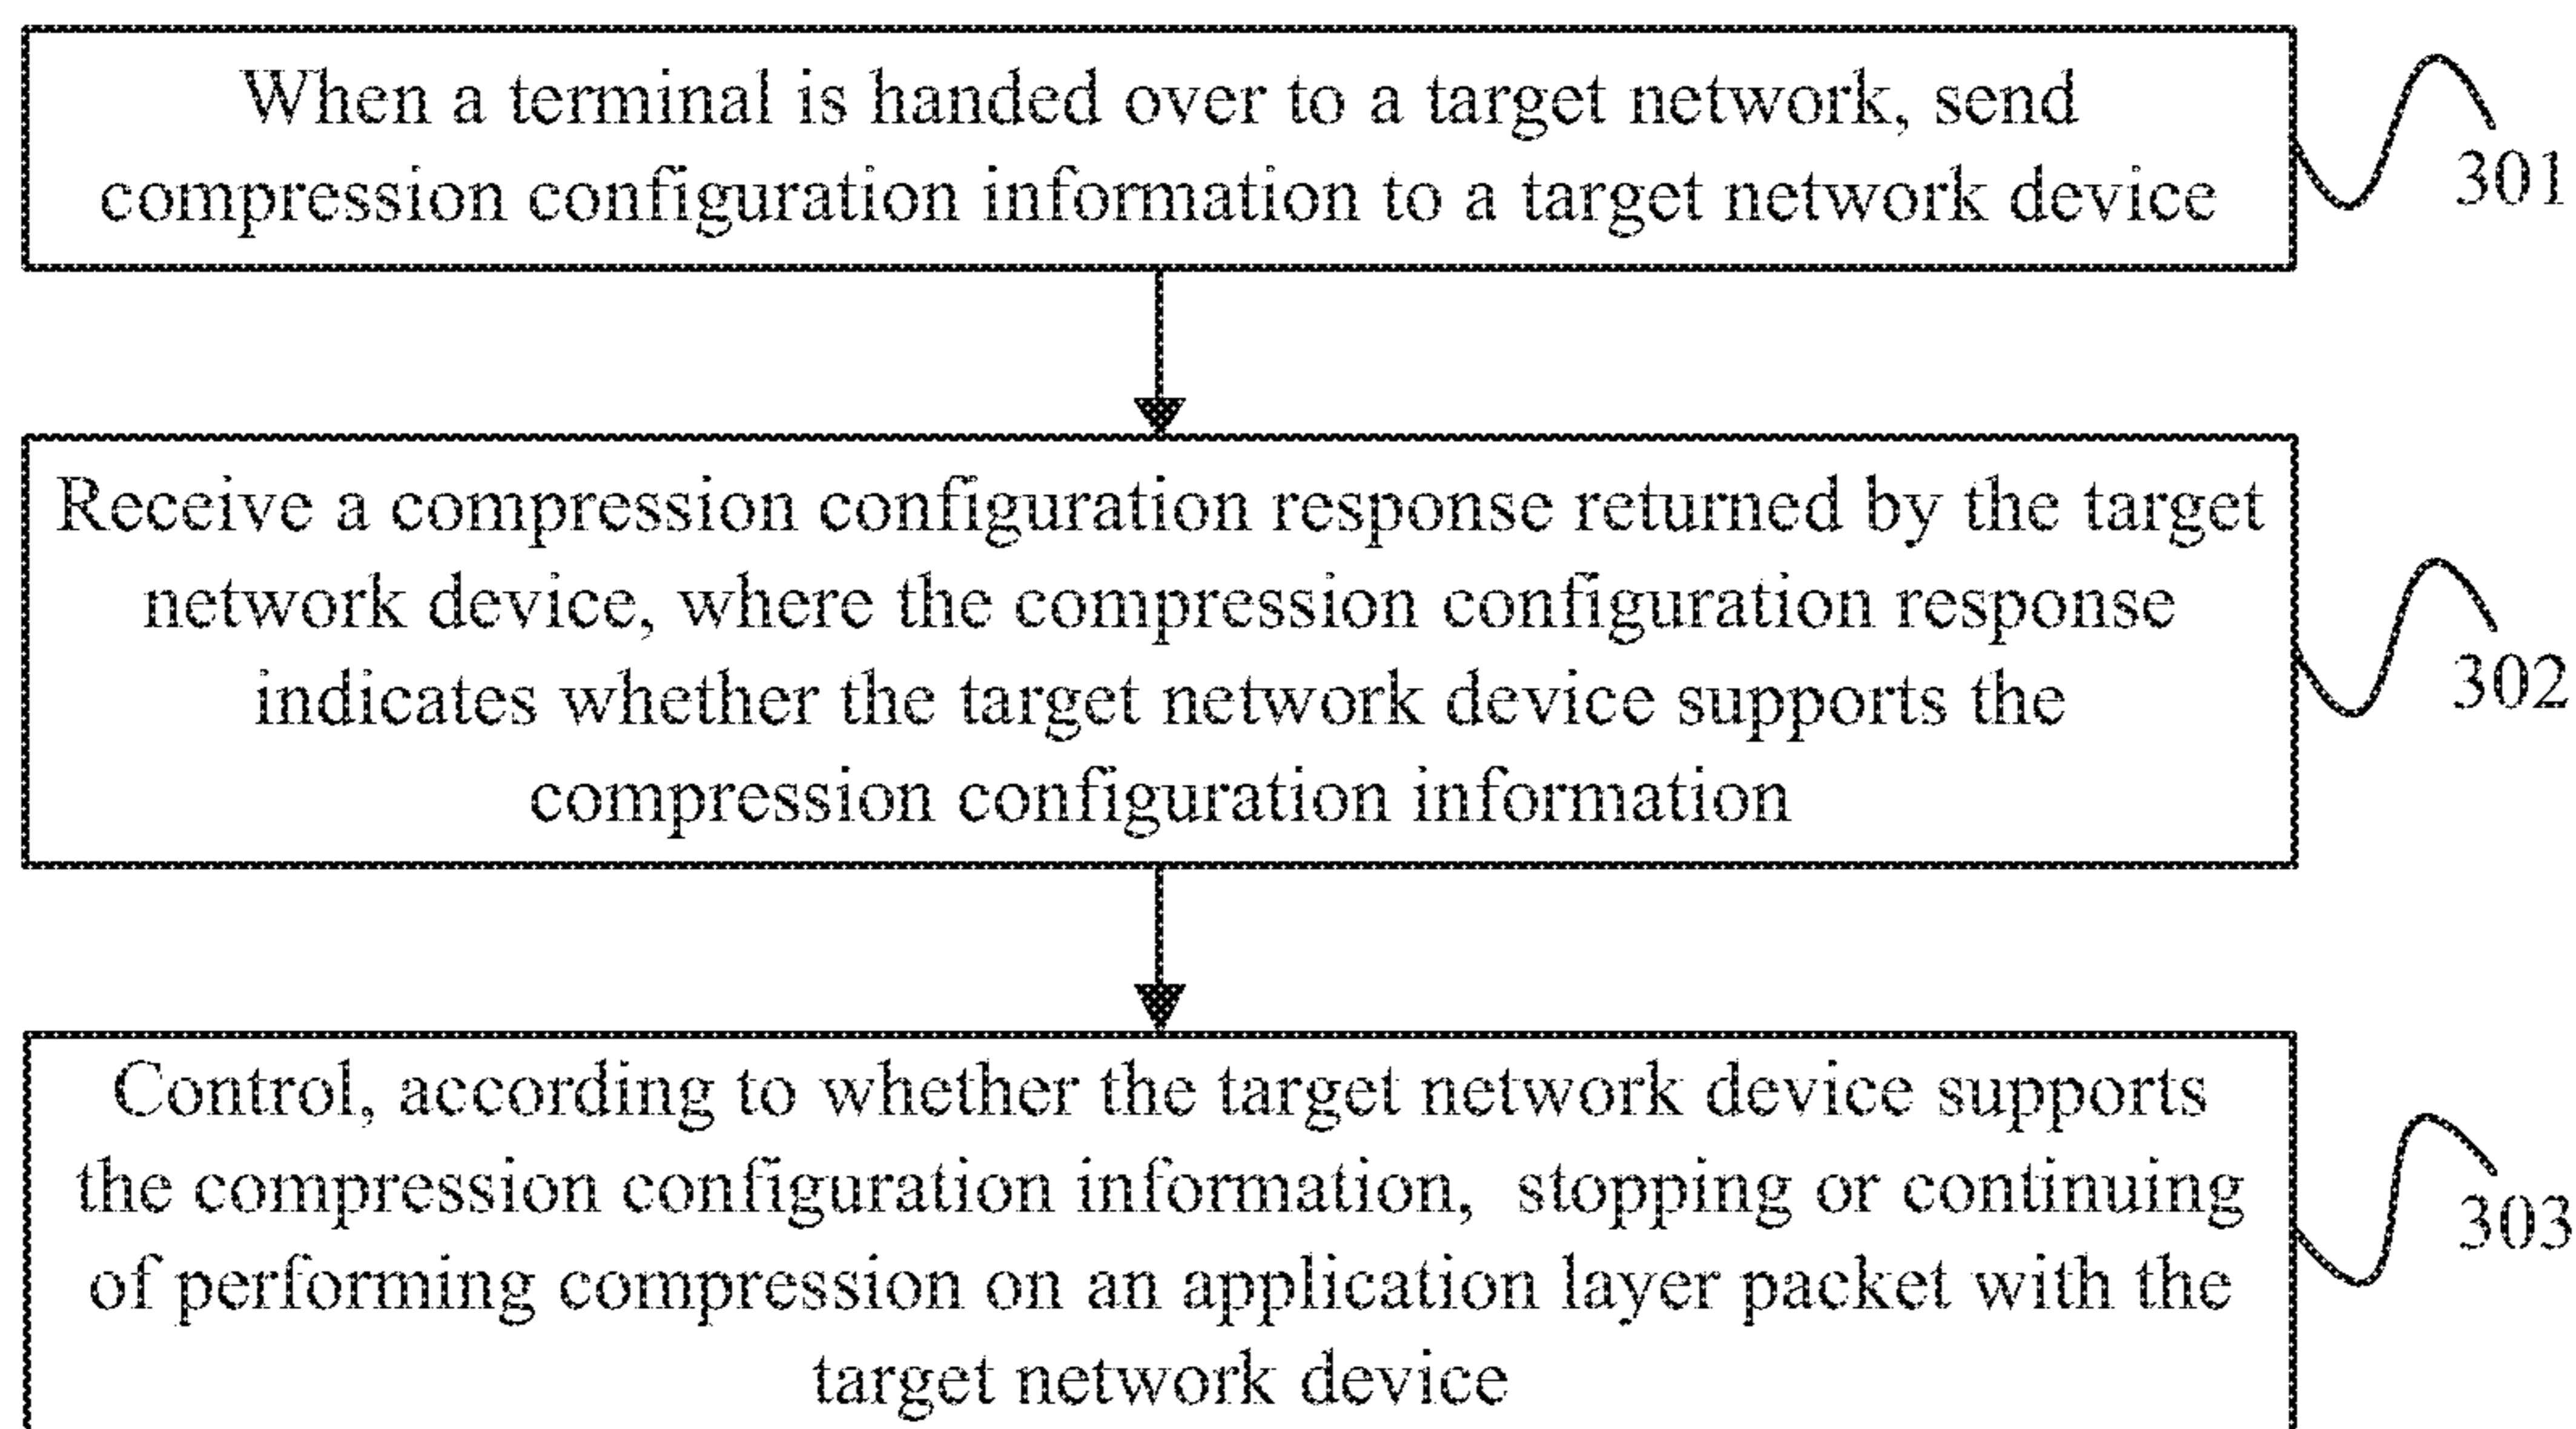 When a terminal is handed over to a target network, send
compression configuration information to a target network device
301
Receive a compression configuration response returned by the target
network device, where the compression configuration response
indicates whether the target network device supports the
compression configuration information
302
Control, according to whether the target network device supports
the compression configuration information, stopping or continuing
of performing compression on an application layer packet with the
target network device
303